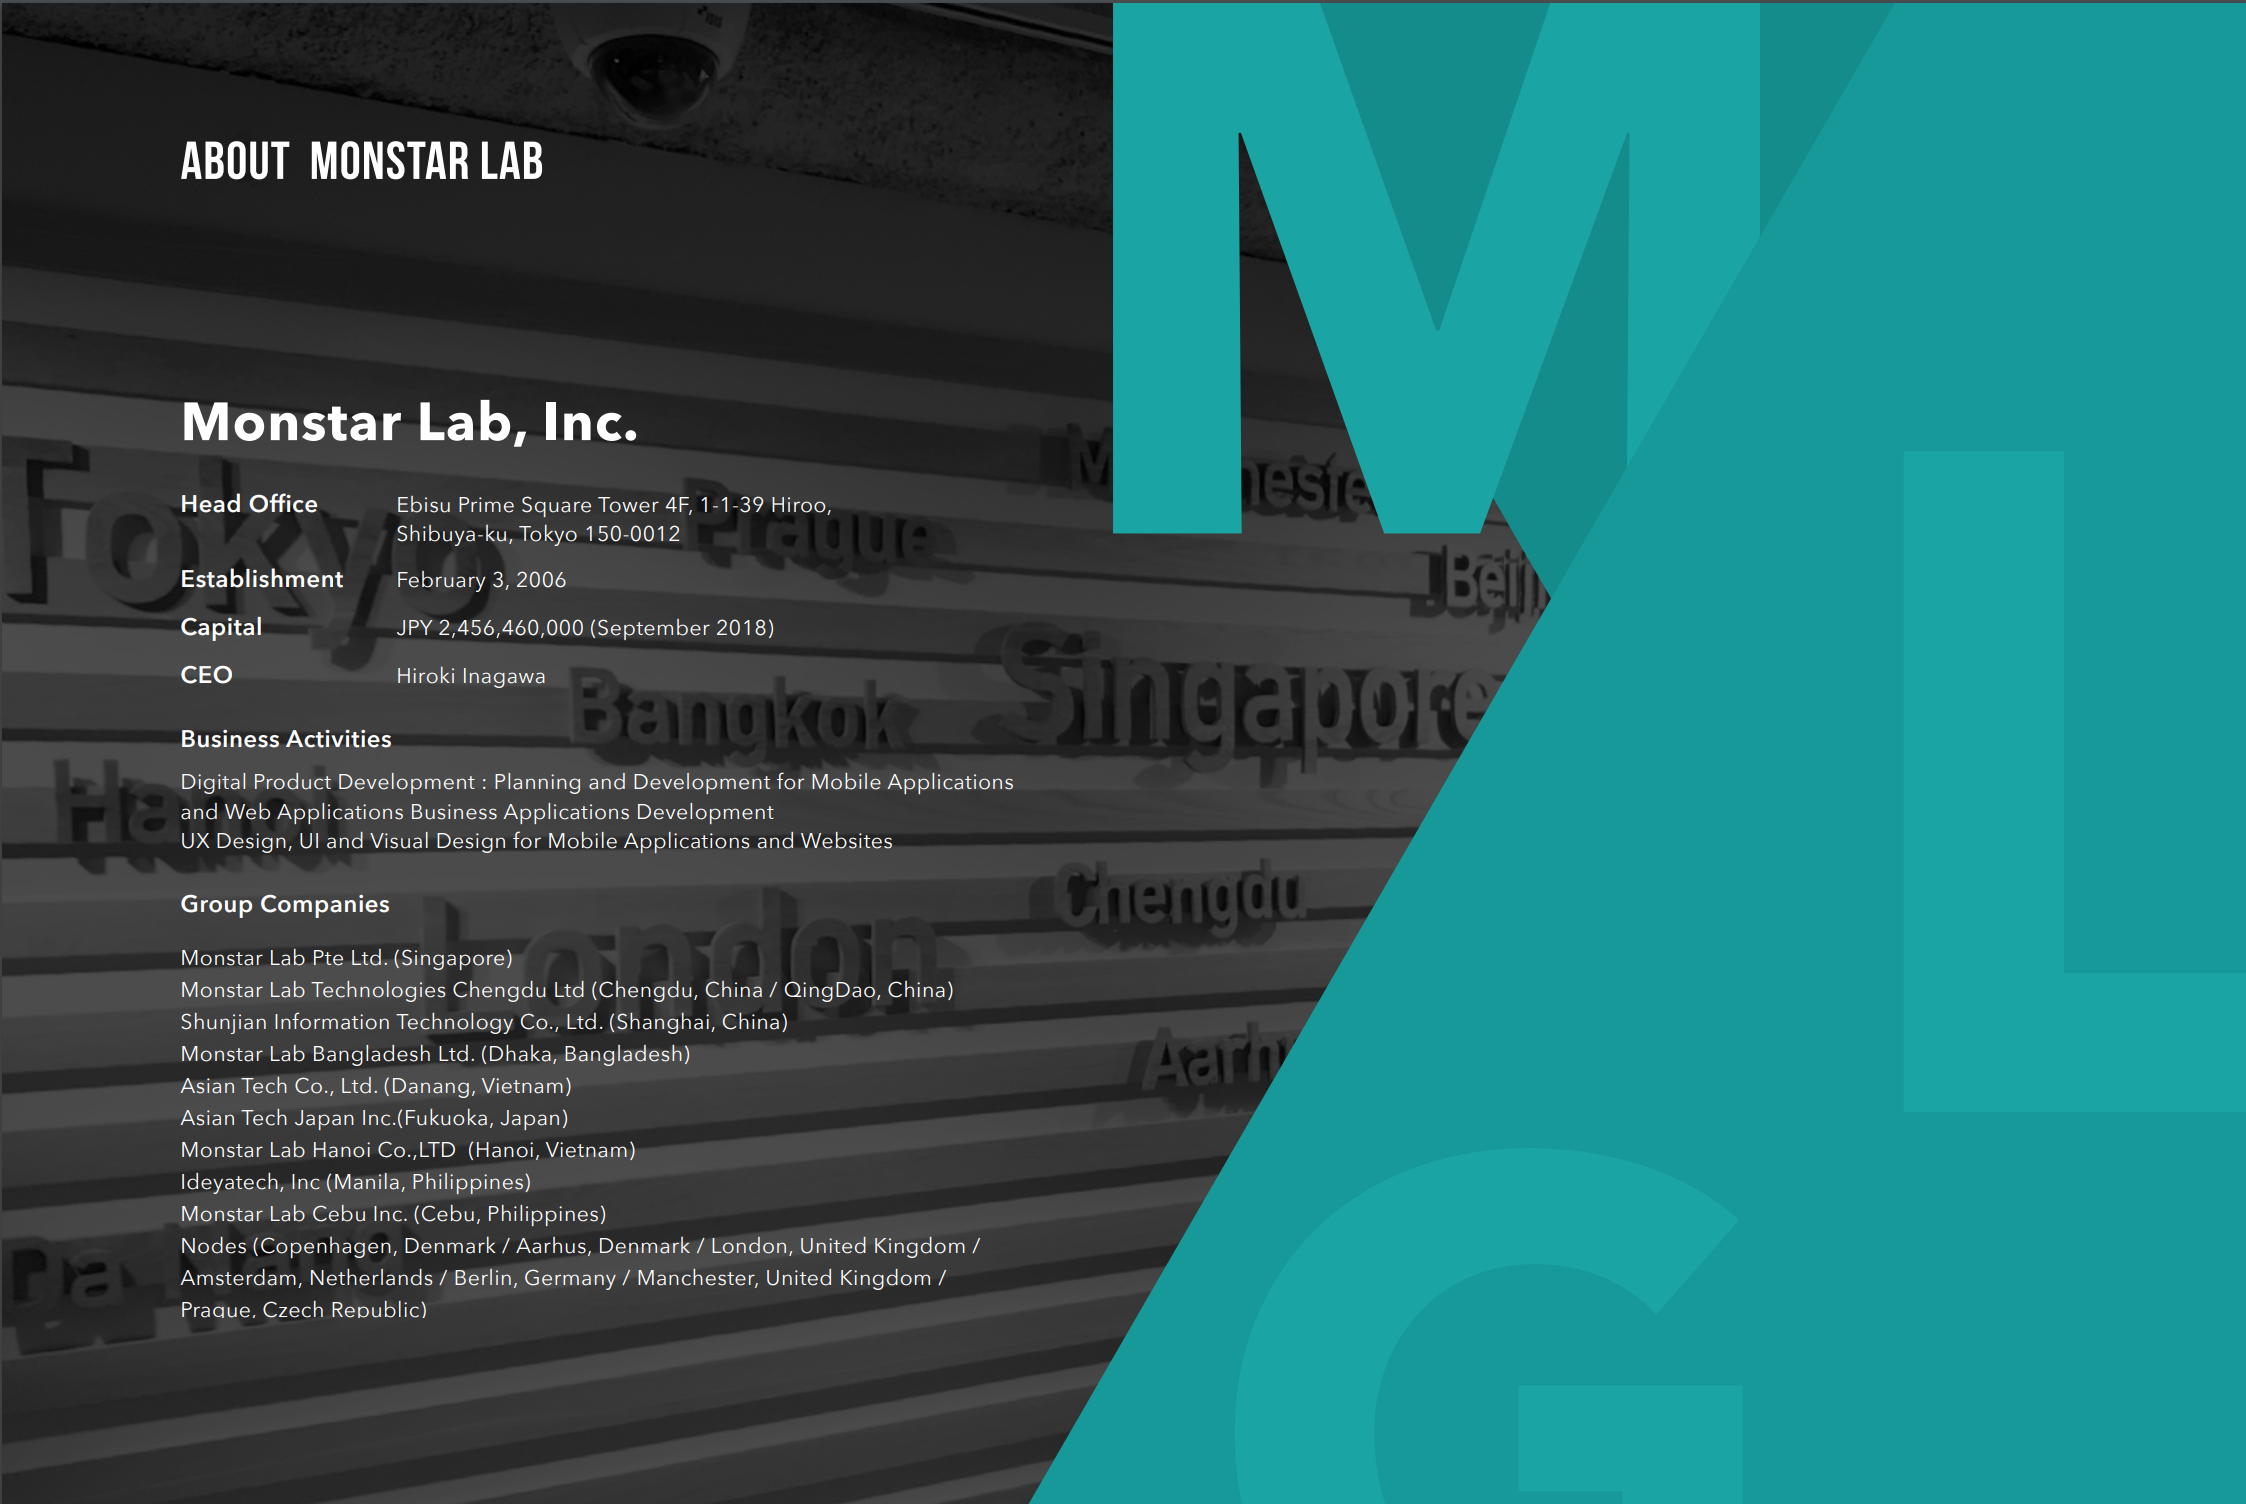 ABOUT MONSTAR LAB
Monstar Lab, Inc.
Head Office Ebisu Prime Square Tower 4F, 1-1-39 Hiroo,
Shibuya-ku, Tokyo 150-0012
Establishment February 3, 2006
Capital JPY 2,456,460,000 (September 2018)
CEO Hiroki Inagawa
Business Activities
Digital Product Development : Planning and Development for Mobile Applications
and Web Applications Business Applications Development
UX Design, UI and Visual Design for Mobile Applications and Websites
Group Companies
Monstar Lab Pte Ltd. (Singapore)
Monstar Lab Technologies Chengdu Ltd (Chengdu, China / QingDao, China)
Shunjian Information Technology Co., Ltd. (Shanghai, China)
Monstar Lab Bangladesh Ltd. (Dhaka, Bangladesh)
Asian Tech Co., Ltd. (Danang, Vietnam)
Asian Tech Japan Inc.(Fukuoka, Japan)
Monstar Lab Hanoi Co.,LTD (Hanoi, Vietnam)
Ideyatech, Inc (Manila, Philippines)
Monstar Lab Cebu Inc. (Cebu, Philippines)
Nodes (Copenhagen, Denmark / Aarhus, Denmark / London, United Kingdom /
Amsterdam, Netherlands / Berlin, Germany / Manchester, United Kingdom /
Prague, Czech Republic)
Tokyo
Prague
Bangkok
Singapore
Hanoi
London
Chengdu
Da Nang
M
L
G